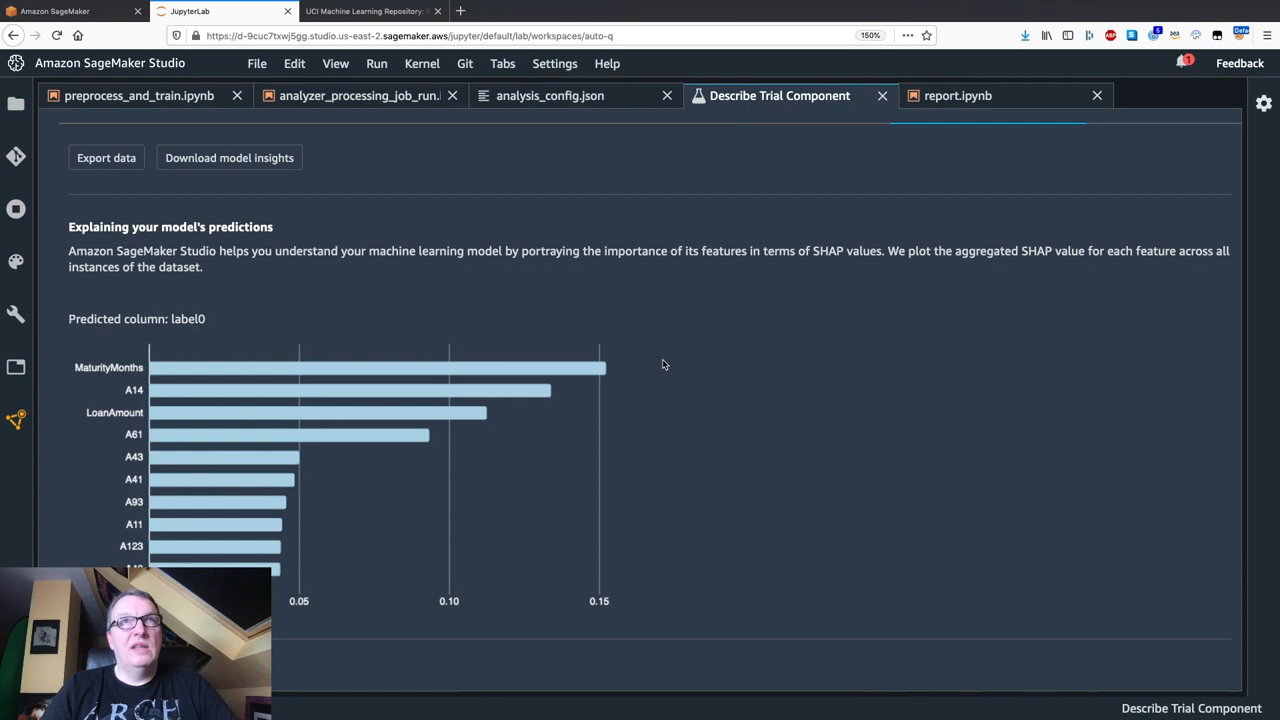 Amazon SageMaker
JupyterLab
UCI Machine Learning Repository:
https://d-9cuc7txwj5gg.studio.us-east-2.sagemaker.aws/jupyter/default/lab/workspaces/auto-q
150%
ABP
5
Defa
Amazon SageMaker Studio
File Edit View Run Kernel Git Tabs Settings Help
1
Feedback
preprocess_and_train.ipynb
analyzer_processing_job_run.i
analysis_config.json
Describe Trial Component
report.ipynb
Export data
Download model insights
Explaining your model's predictions
Amazon SageMaker Studio helps you understand your machine learning model by portraying the importance of its features in terms of SHAP values. We plot the aggregated SHAP value for each feature across all
instances of the dataset.
Predicted column: label0
MaturityMonths
A14
LoanAmount
A61
A43
A41
A93
A11
A123
0.05 0.10 0.15
ARCH
Describe Trial Component